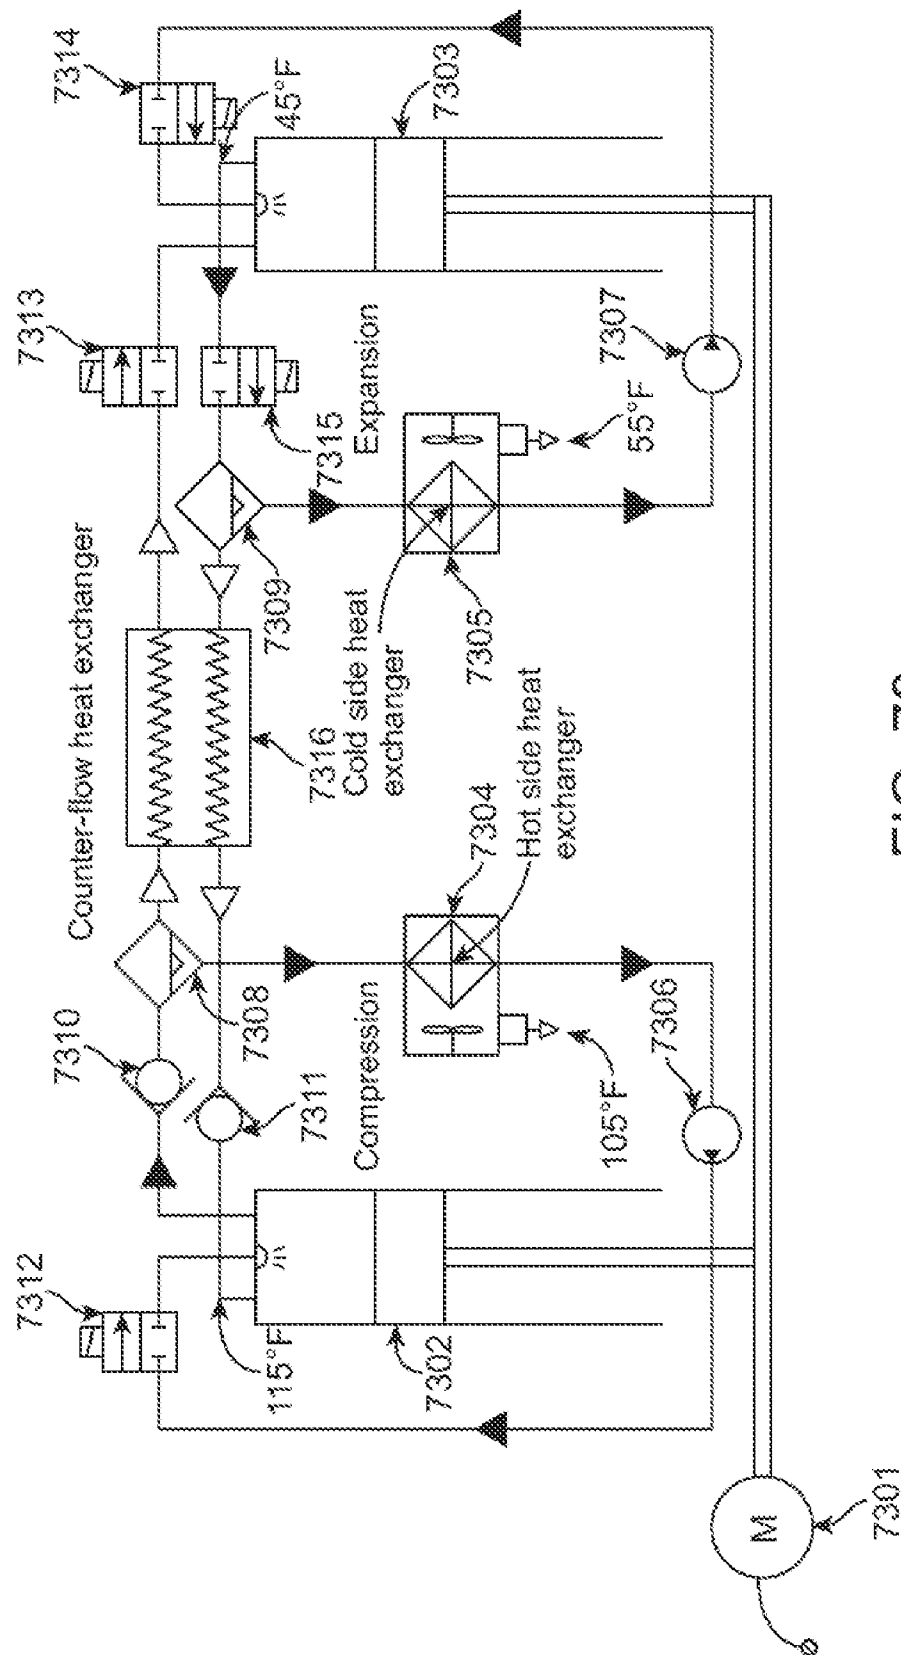 7312
7310
Counter-flow heat exchanger
7313
7314
115°F
7302
7311
7308
Compression
7316
7309
7315
Expansion
45°F
7303
Cold side heat
exchanger
7304
7305
Hot side heat
exchanger
105°F
7306
55°F
7307
M
7301